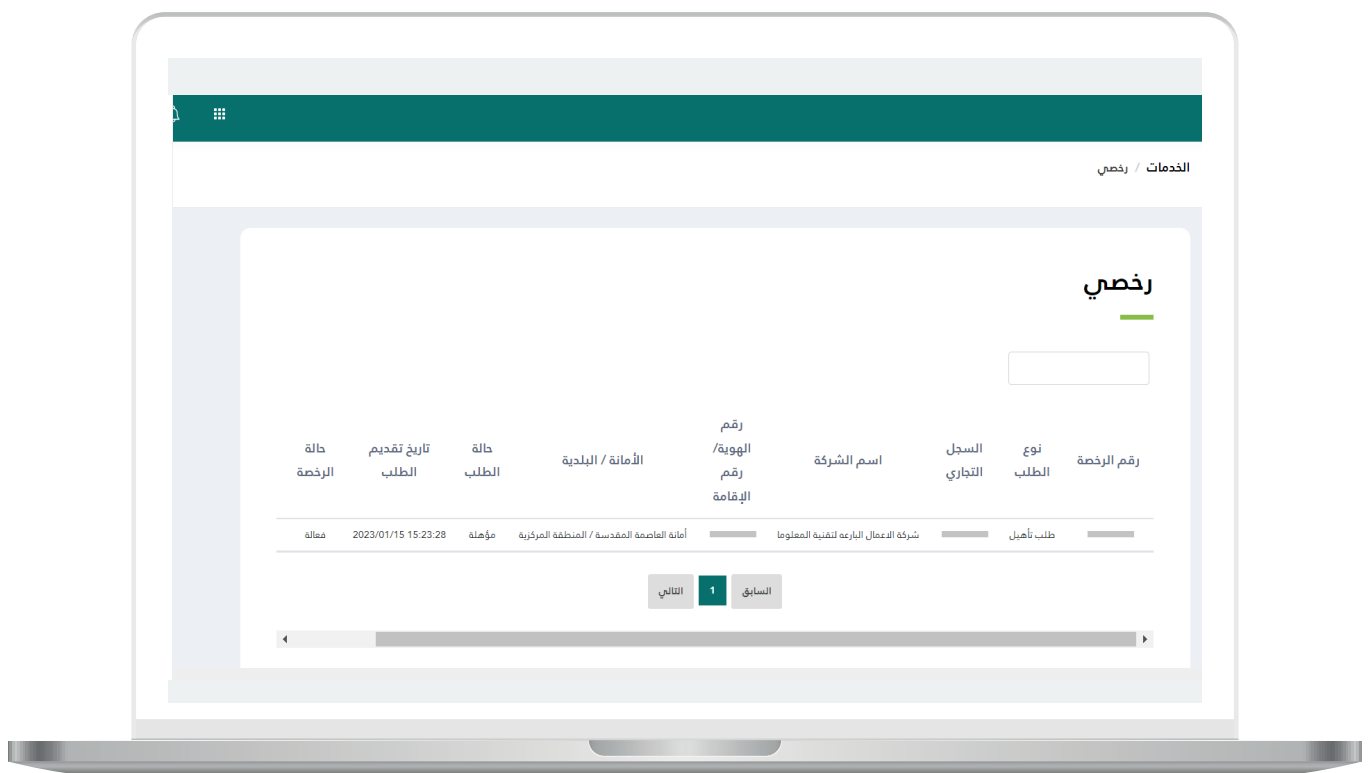 الخدمات / رخصي
رخصي
رقم الرخصة
نوع
الطلب
السجل
التجاري
اسم الشركة
رقم
الهوية/
رقم
الإقامة
الأمانة / البلدية
حالة
الطلب
تاريخ تقديم
الطلب
حالة
الرخصة
طلب تأهيل
شركة الاعمال البارعه لتقنية المعلوما
أمانة العاصمة المقدسة / المنطقة المركزية
مؤهلة
2023/01/15 15:23:28
فعالة
السابق 1 التالي